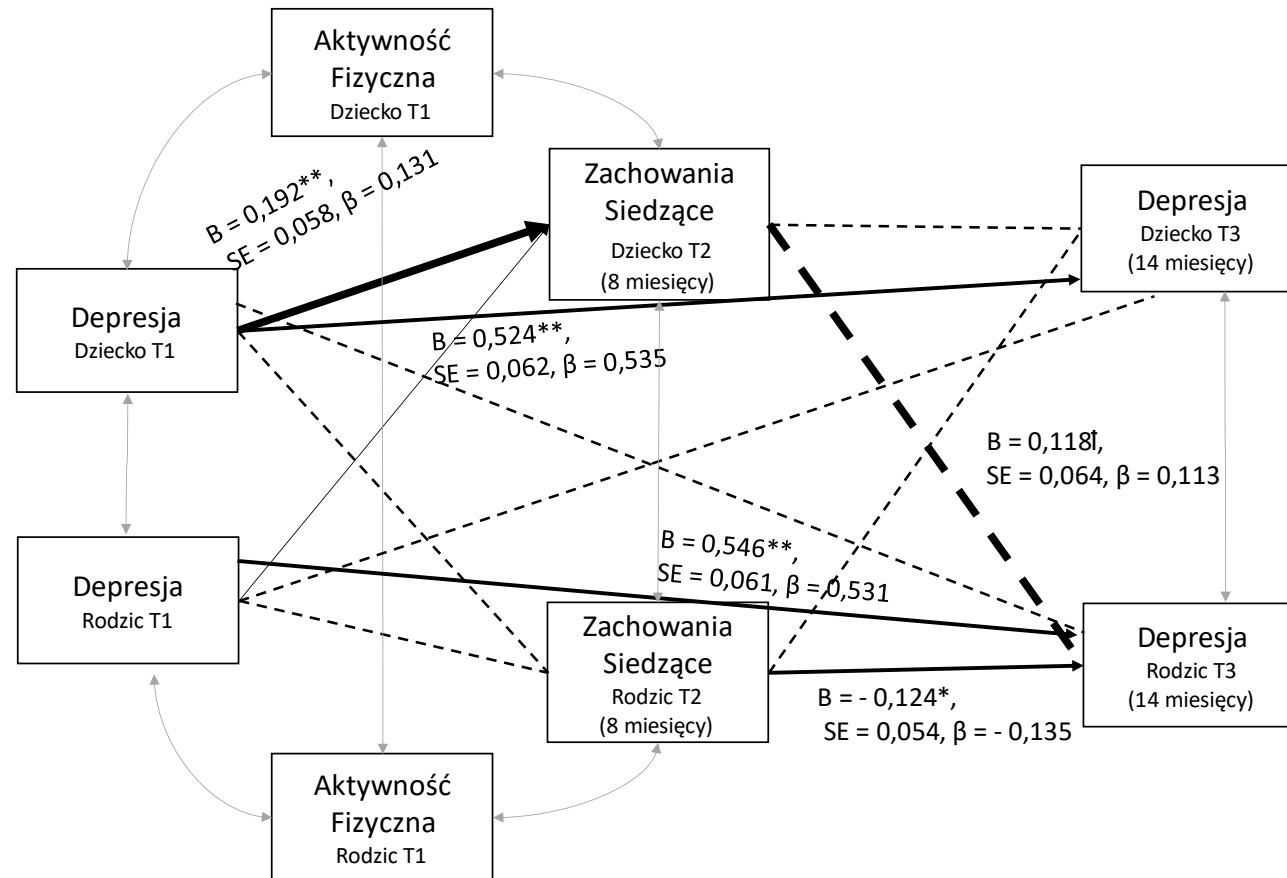 Aktywność
Fizyczna
Dziecko T1
B = 0,192**,
SE = 0,058, β = 0,131
Zachowania
Siedzące
Dziecko T2
(8 miesięcy)
Depresja
Dziecko T3
(14 miesięcy)
Depresja
Dziecko T1
B = 0,524**,
SE = 0,062, β = 0,535
B = 0,118ϯ,
SE = 0,064, β = 0,113
B = 0,546**,
SE = 0,061, β = 0,531
Depresja
Rodzic T1
Zachowania
Siedzące
Rodzic T2
(8 miesięcy)
Depresja
Rodzic T3
(14 miesięcy)
B = - 0,124*,
SE = 0,054, β = - 0,135
Aktywność
Fizyczna
Rodzic T1